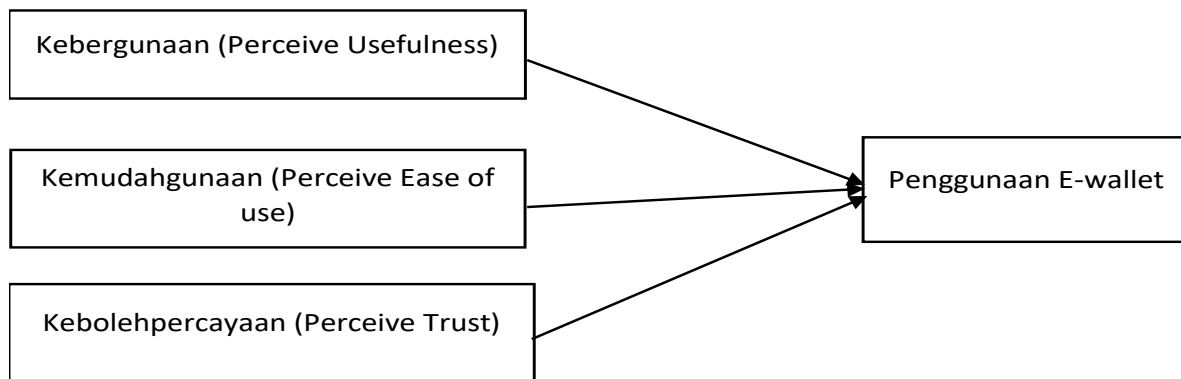 Kebergunaan (Perceive Usefulness)
Kemudahgunaan (Perceive Ease of
use)
Kebolehpercayaan (Perceive Trust)
Penggunaan E-wallet